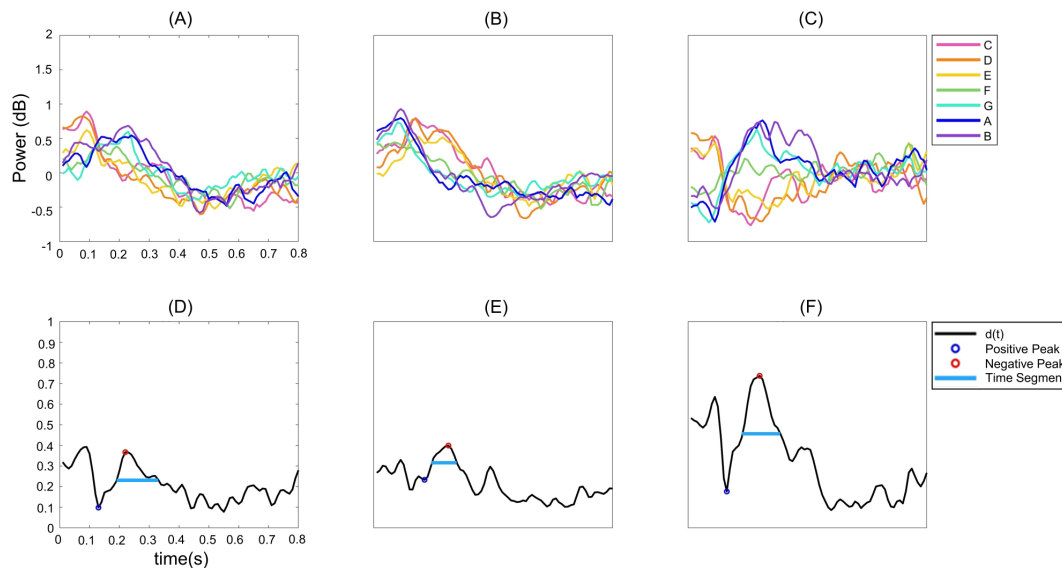 (A)
(B)
(C)
Power (dB)
2
1.5
1
0.5
0
-0.5
-1
0 0.1 0.2 0.3 0.4 0.5 0.6 0.7 0.8
C
D
E
F
G
A
B
(D)
(E)
(F)
1
0.9
0.8
0.7
0.6
0.5
0.4
0.3
0.2
0.1
0
0 0.1 0.2 0.3 0.4 0.5 0.6 0.7 0.8
time(s)
d(t)
Positive Peak
Negative Peak
Time Segmen